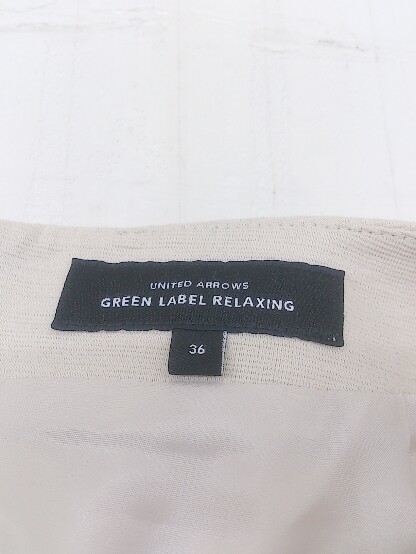 UNITED ARROWS
GREEN LABEL RELAXING
36